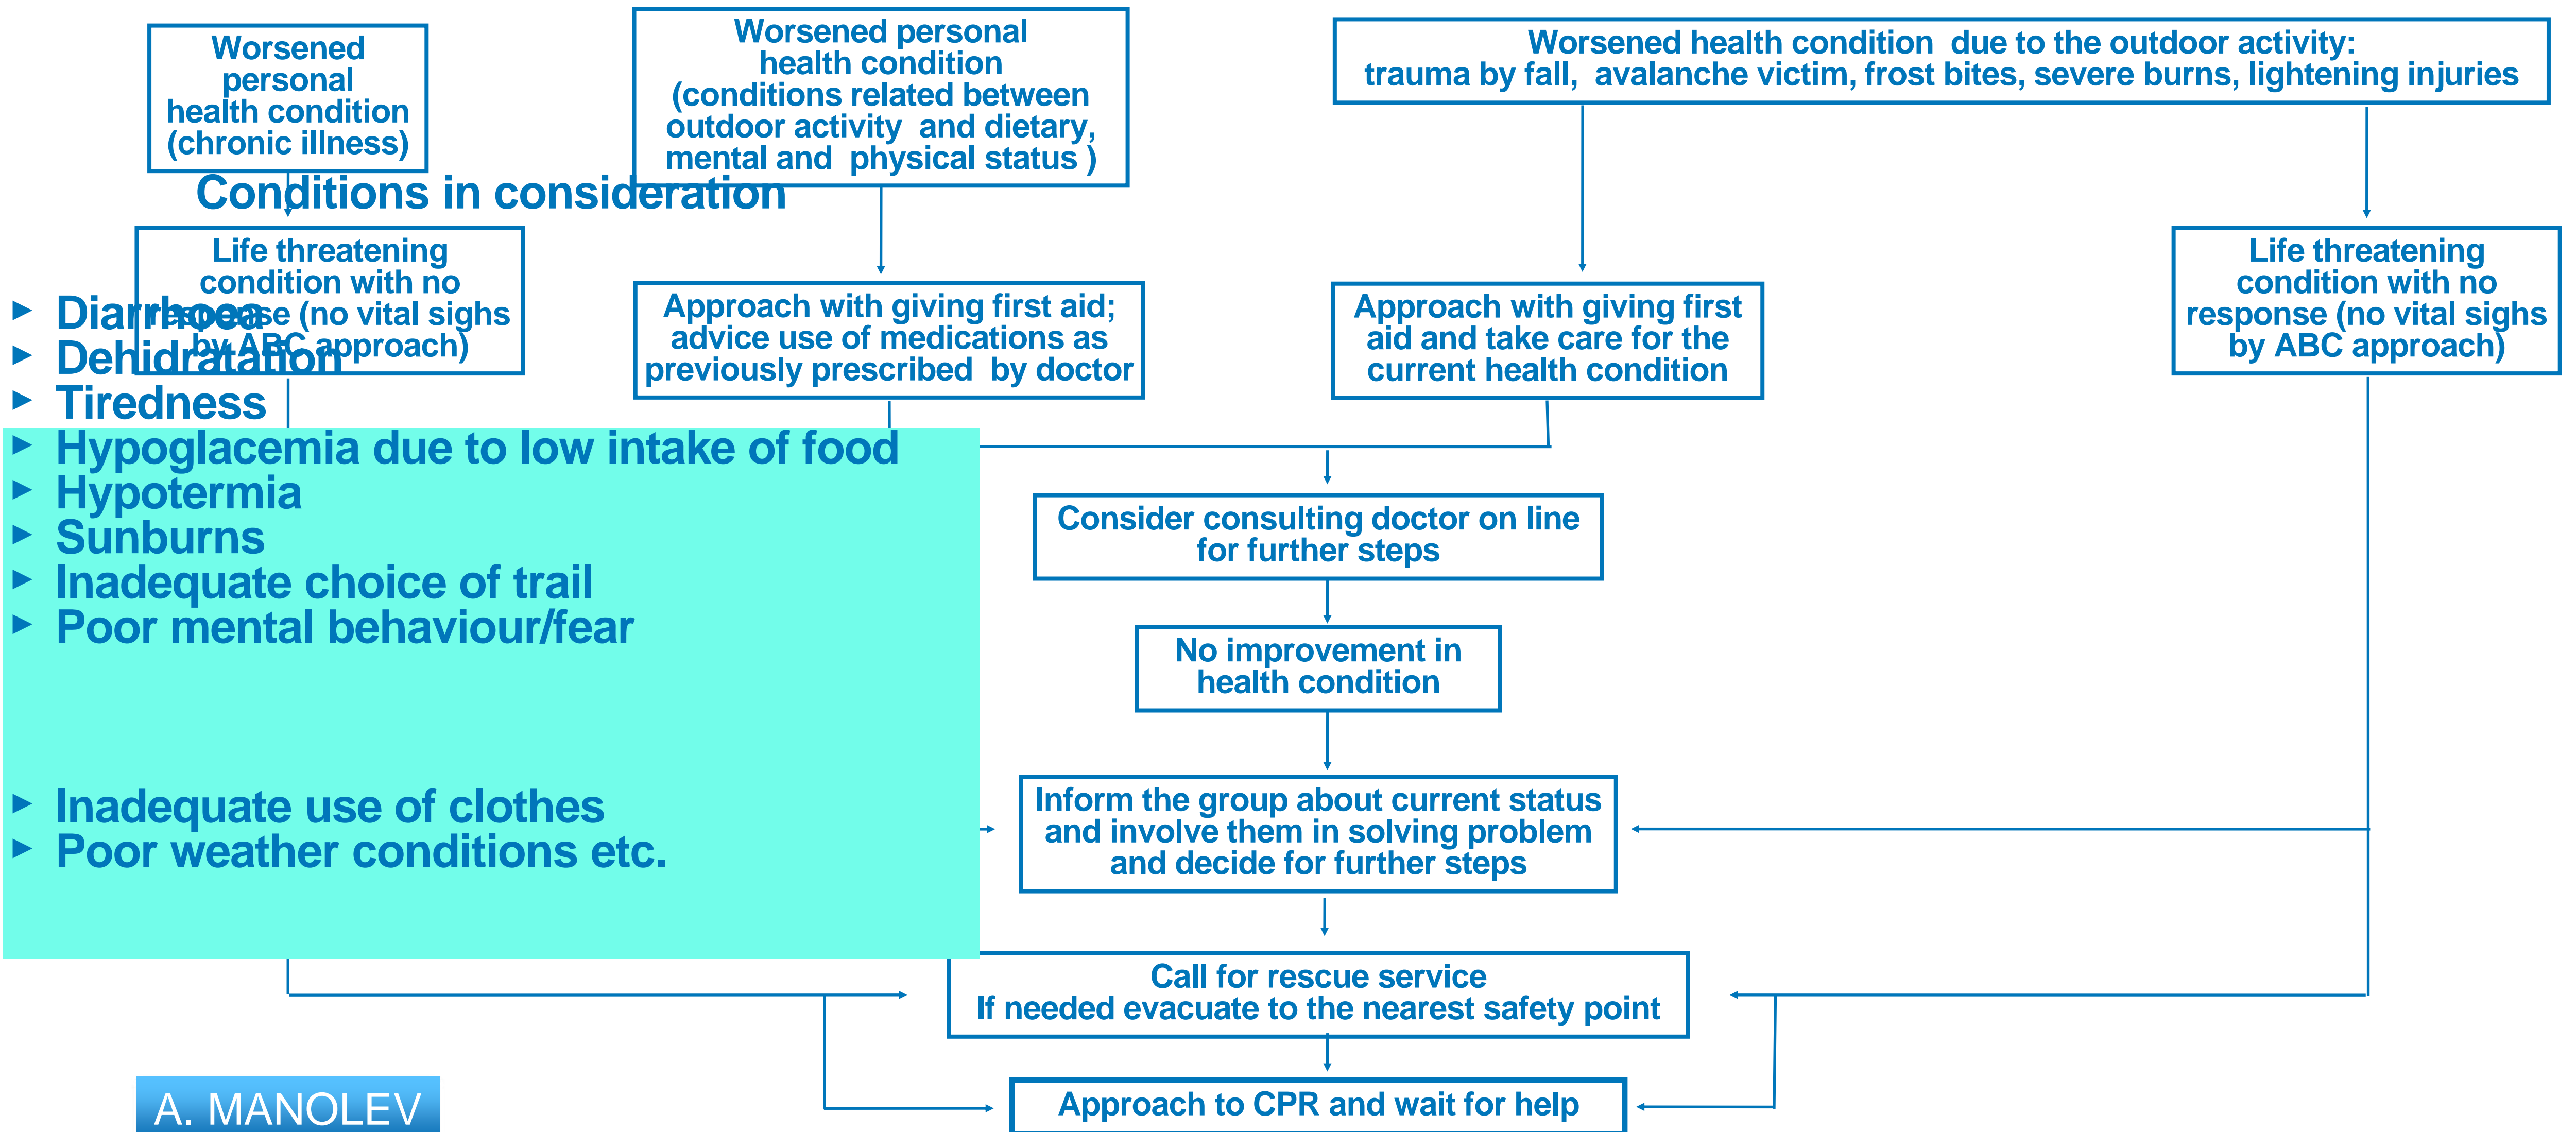 Worsened
personal
health condition
(chronic illness)
Worsened personal
health condition
(conditions related between
outdoor activity and dietary,
mental and physical status )
Worsened health condition due to the outdoor activity:
trauma by fall, avalanche victim, frost bites, severe burns, lightening injuries
Conditions in consideration
Life threatening
condition with no
response (no vital sighs
by ABC approach)
Approach with giving first aid;
advice use of medications as
previously prescribed by doctor
Approach with giving first
aid and take care for the
current health condition
Life threatening
condition with no
response (no vital sighs
by ABC approach)
► Diarrhoea
► Dehidratation
► Tiredness
► Hypoglacemia due to low intake of food
► Hypotermia
► Sunburns
► Inadequate choice of trail
► Poor mental behaviour/fear
► Inadequate use of clothes
► Poor weather conditions etc.
Consider consulting doctor on line
for further steps
No improvement in
health condition
Inform the group about current status
and involve them in solving problem
and decide for further steps
Call for rescue service
If needed evacuate to the nearest safety point
Approach to CPR and wait for help
A. MANOLEV